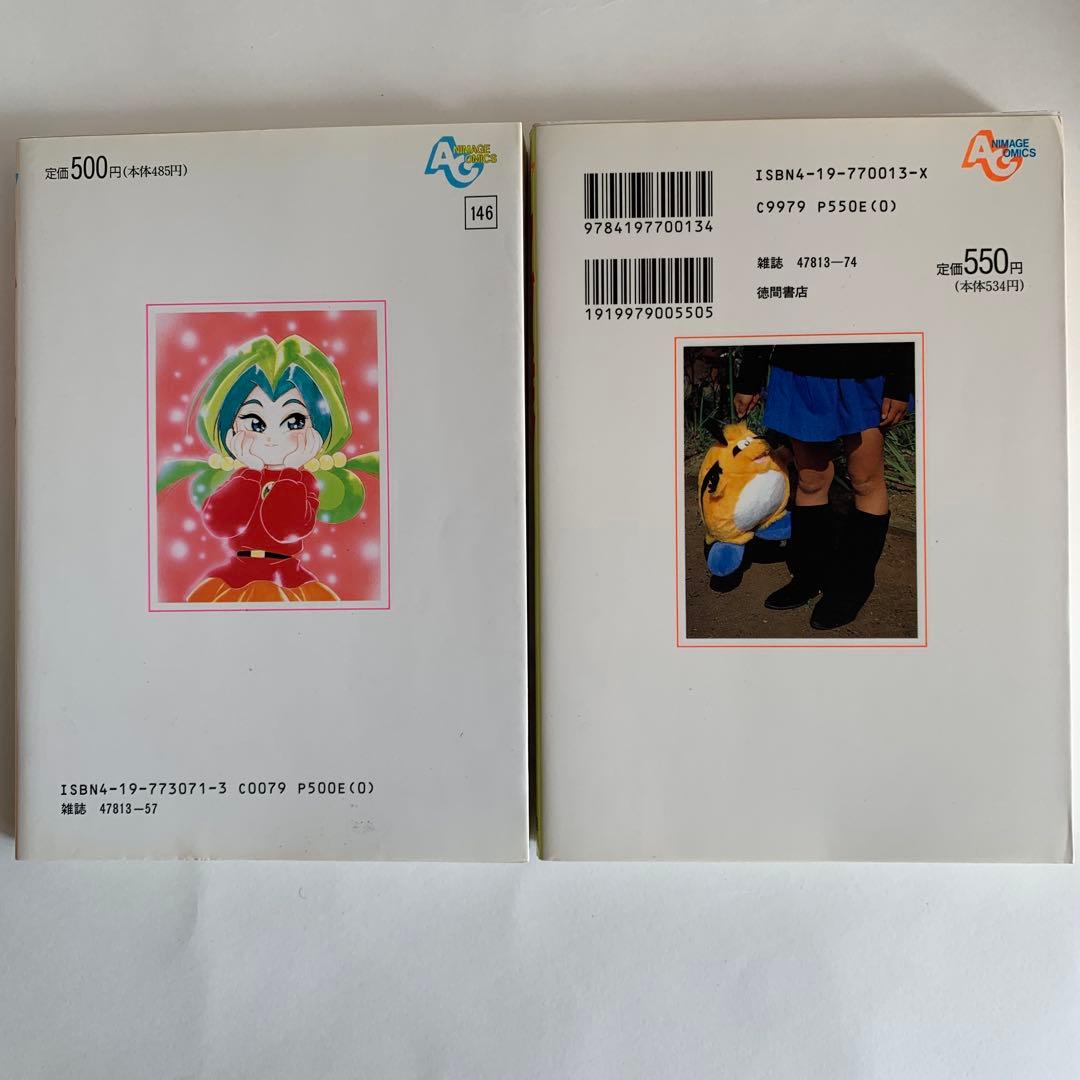 定価500円(本体485円)
ANIMAGE
COMICS
146
ISBN4-19-773071-3 C0079 P500E(0)
雑誌 47813-57
ANIMAGE
COMICS
ISBN4-19-770013-X
C9979 P550E(0)
9784197700134
雑誌 47813-74
定価550円
(本体534円)
徳間書店
1919979005505